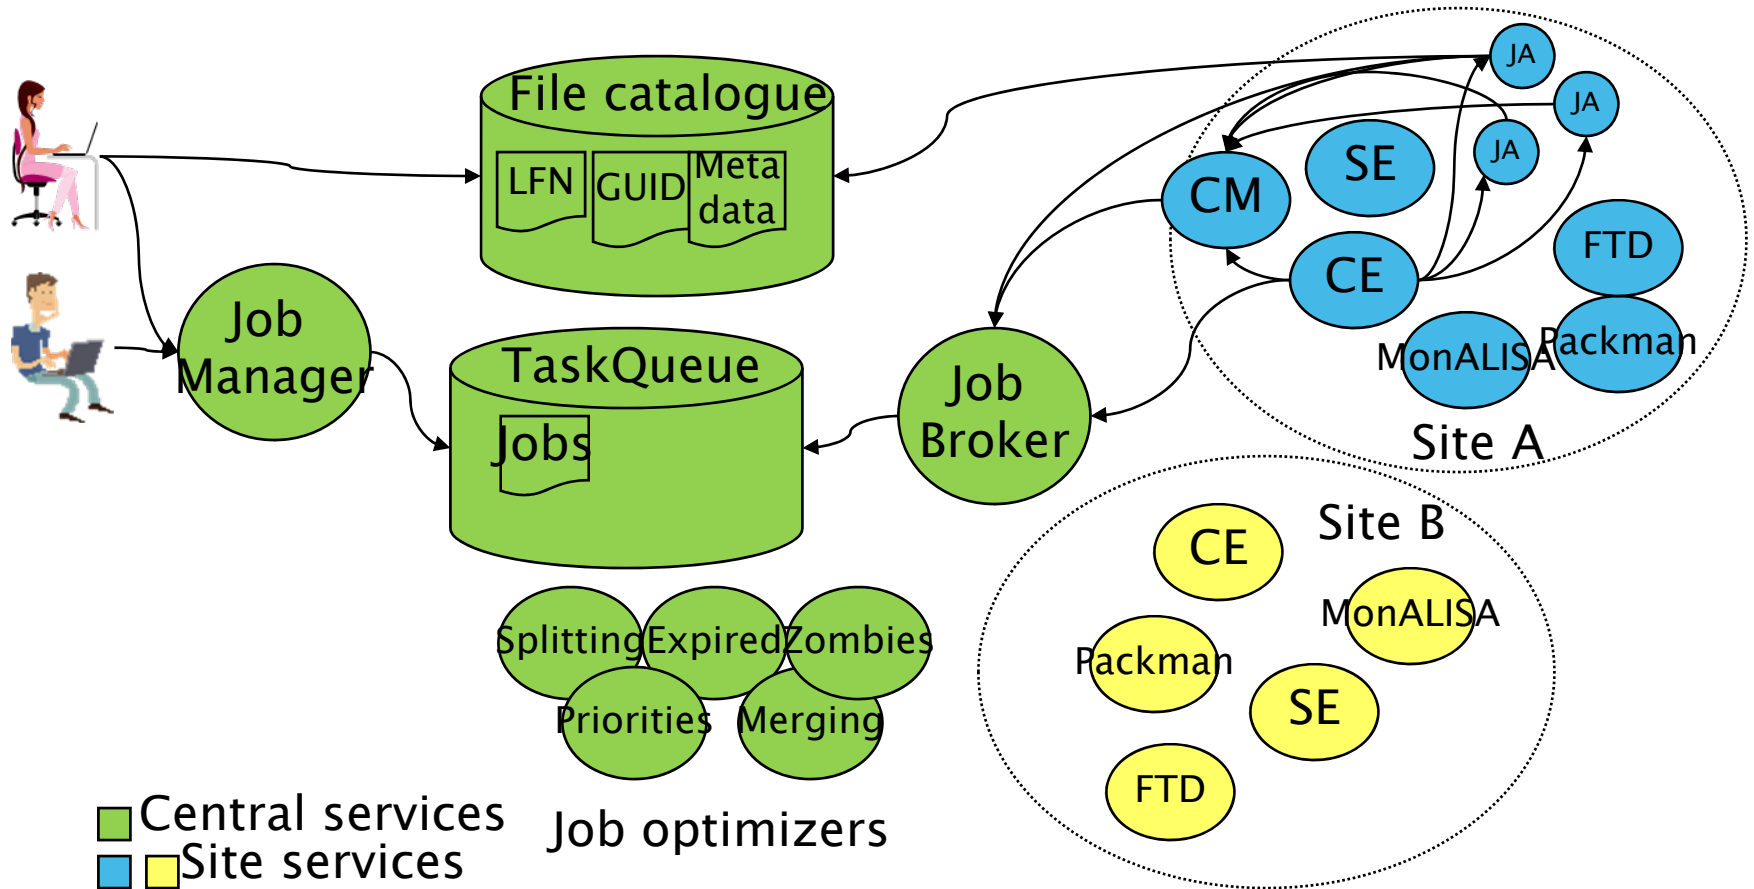 File catalogue
LFN
GUID
Meta
data
Job
Manager
TaskQueue
Jobs
Job
Broker
JA
JA
JA
SE
CM
CE
FTD
MonALISA
Packman
Site A
Site B
CE
MonALISA
Packman
SE
FTD
Splitting
Expired
Zombies
Priorities
Merging
Job optimizers
Central services
Site services